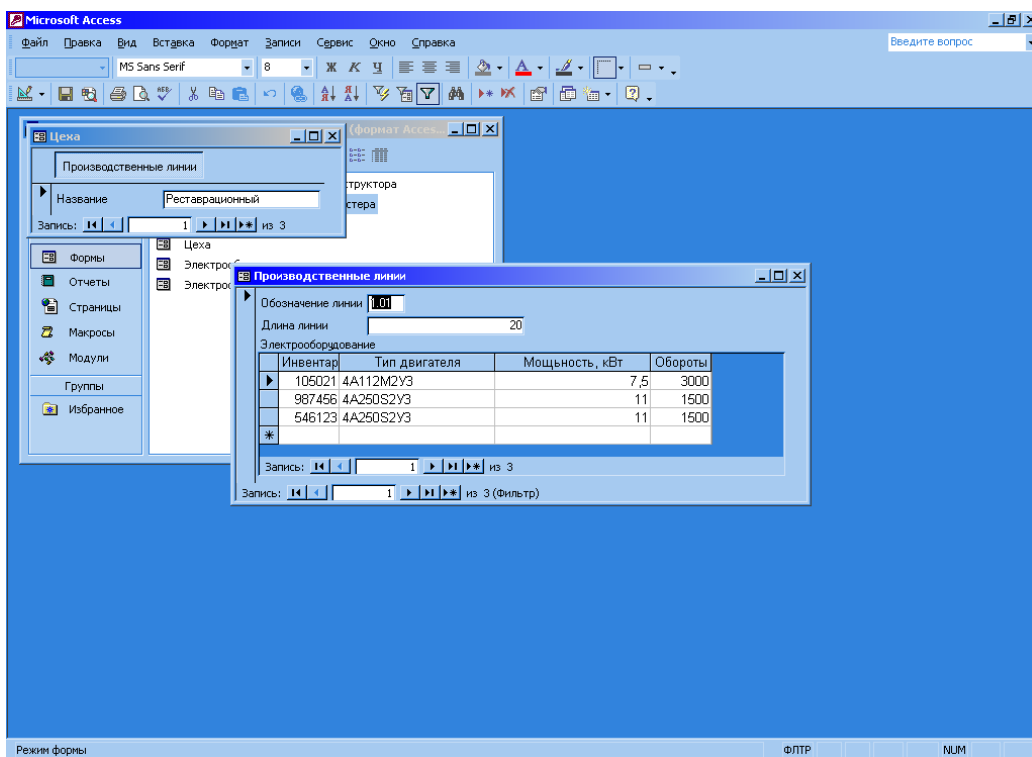 Microsoft Access
Файл Правка Вид Вставка Формат Записи Сервис Окно Справка
Введите вопрос
MS Sans Serif 8 Ж К Ч
(формат Acces...
Цеха
Производственные линии
Название Реставрационный
Запись: 1 из 3
структора
стера
Цеха
Электроо
Электроо
Формы
Отчеты
Страницы
Макросы
Модули
Группы
Избранное
Производственные линии
Обозначение линии 1.01
Длина линии 20
Электрооборудование
Инвентар Тип двигателя Мощьность, кВт Обороты
105021 4А112М2У3 7,5 3000
987456 4А250S2У3 11 1500
546123 4А250S2У3 11 1500
Запись: 1 из 3
Запись: 1 из 3 (Фильтр)
Режим формы ФЛТР NUM